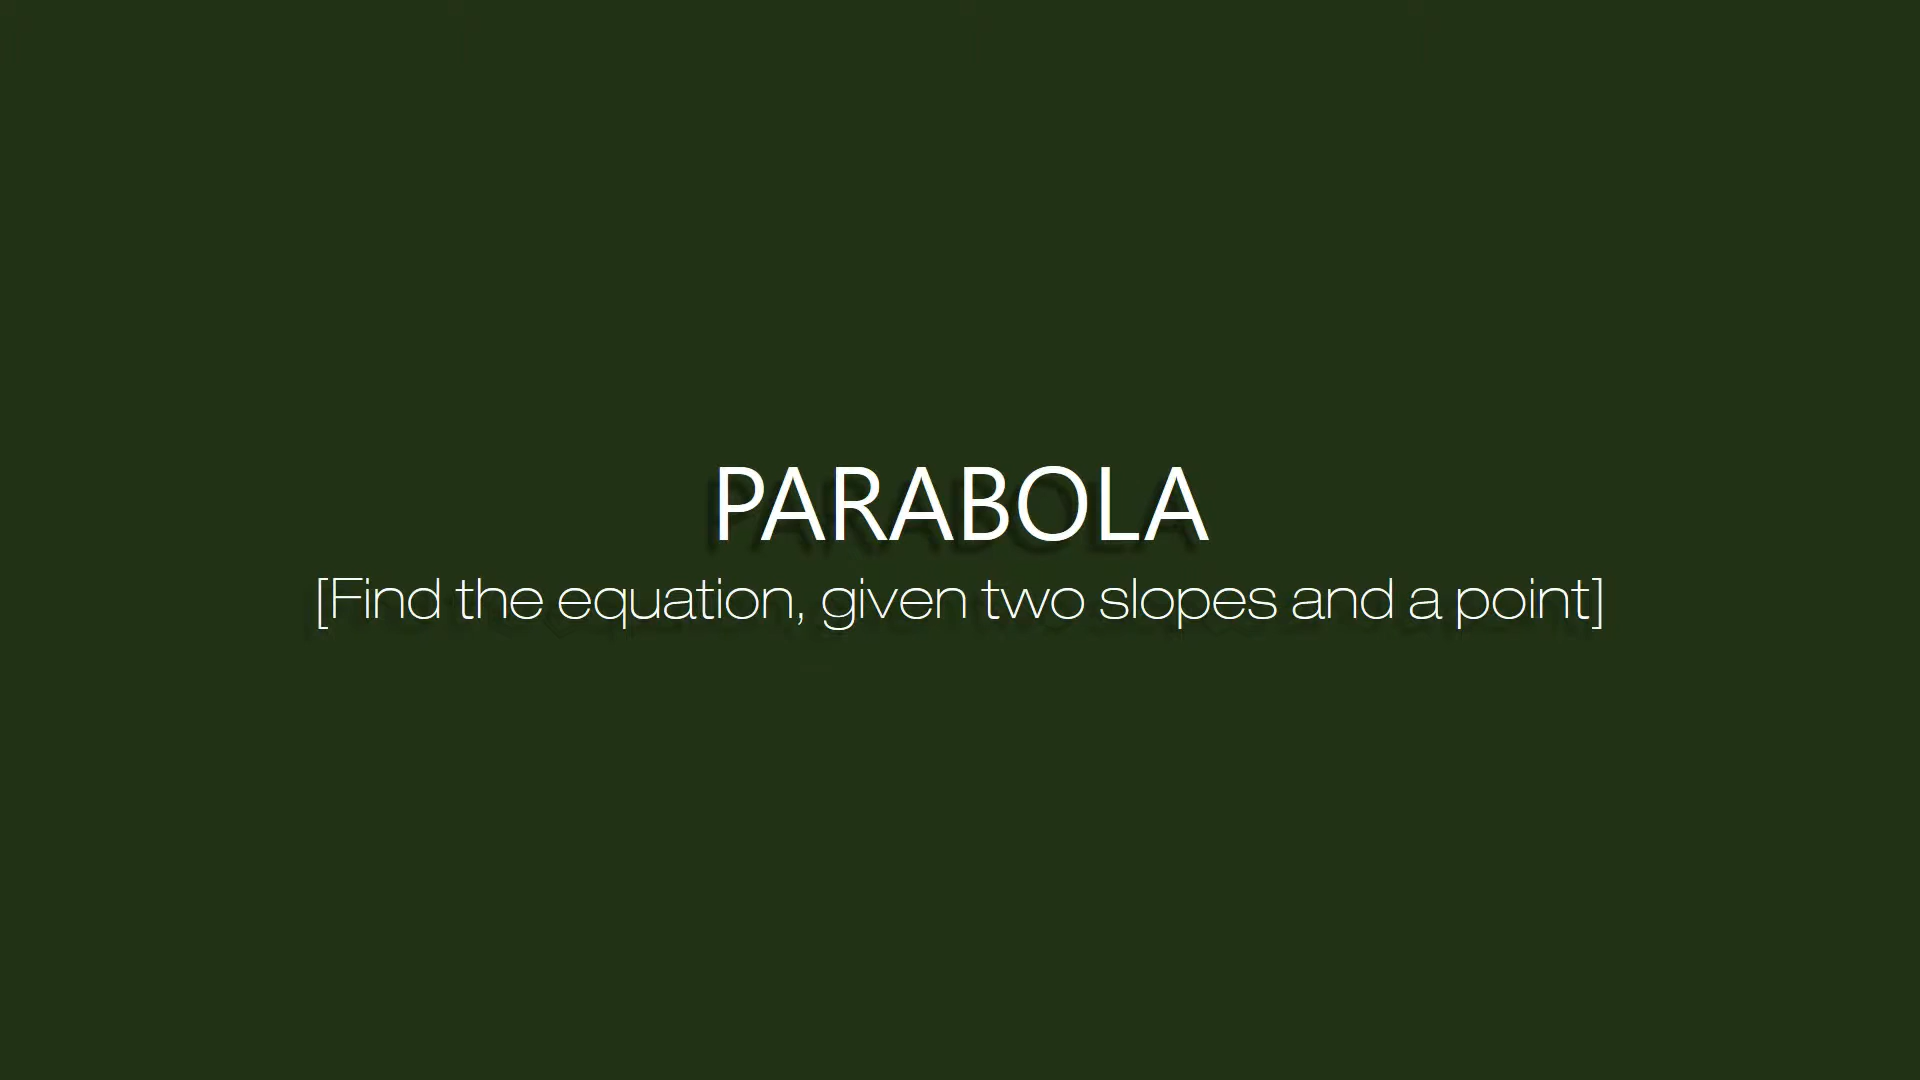 PARABOLA
[Find the equation, given two slopes and a point]